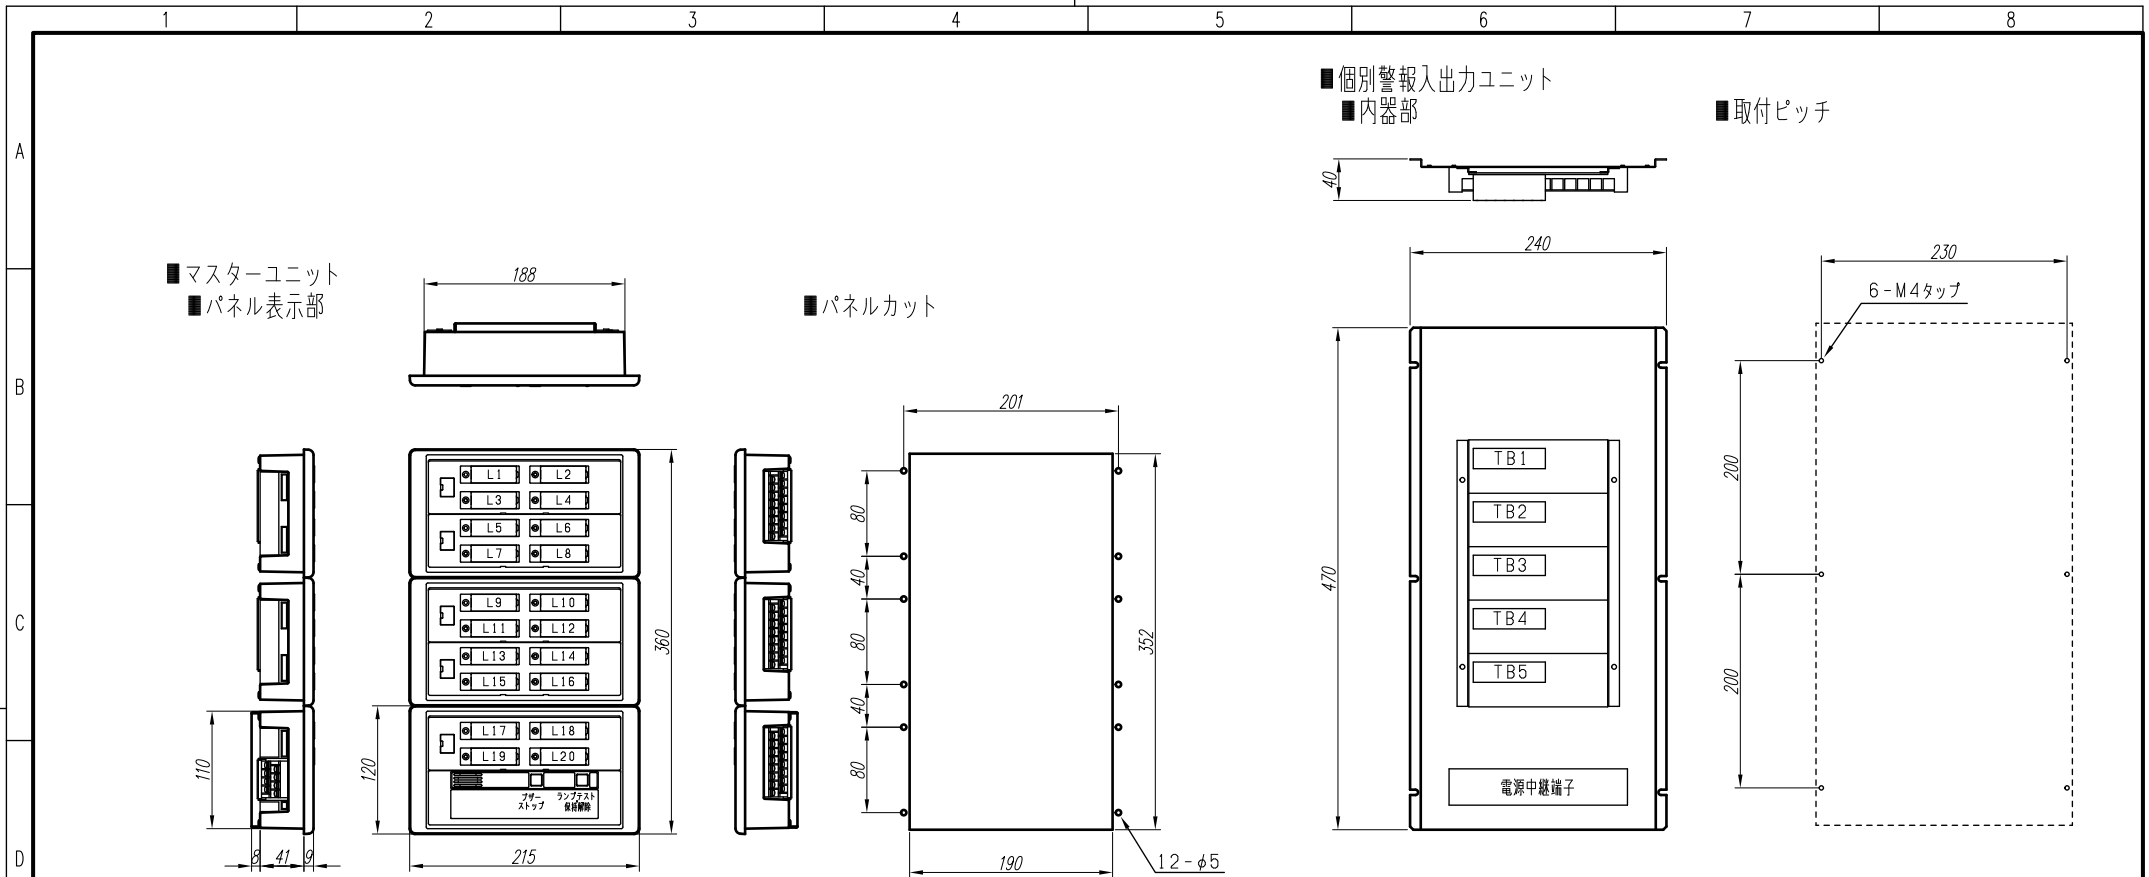 1 2 3 4 5 6 7 8
A
B
C
D
■マスターユニット
■パネル表示部
188
L1 L2
L3 L4
L5 L6
L7 L8
L9 L10
L11 L12
L13 L14
L15 L16
L17 L18
L19 L20
ブザー
ストップ
ランプテスト
保持解除
360
120
215
110
8 41 9
■パネルカット
201
80
40
80
40
80
352
190
12-φ5
■個別警報入出力ユニット
■内器部
40
240
470
TB1
TB2
TB3
TB4
TB5
電源中継端子
■取付ピッチ
230
6-M4タップ
200
200